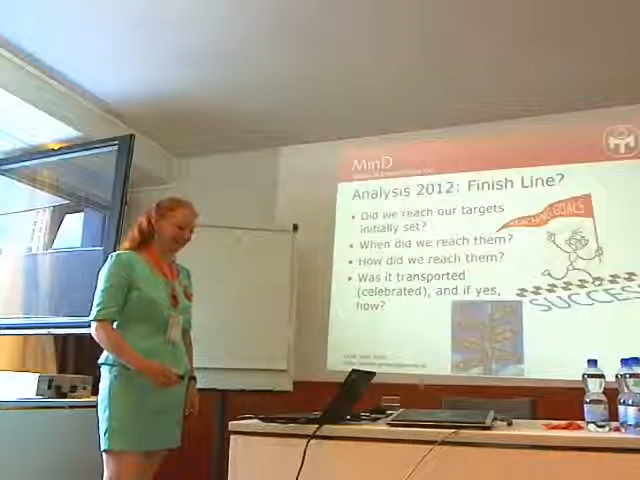 MinD
Analysis 2012: Finish Line?
• Did we reach our targets
initially set?
• When did we reach them?
• How did we reach them?
• Was it transported
(celebrated), and if yes,
how?
REACHING GOALS
SUCCESS